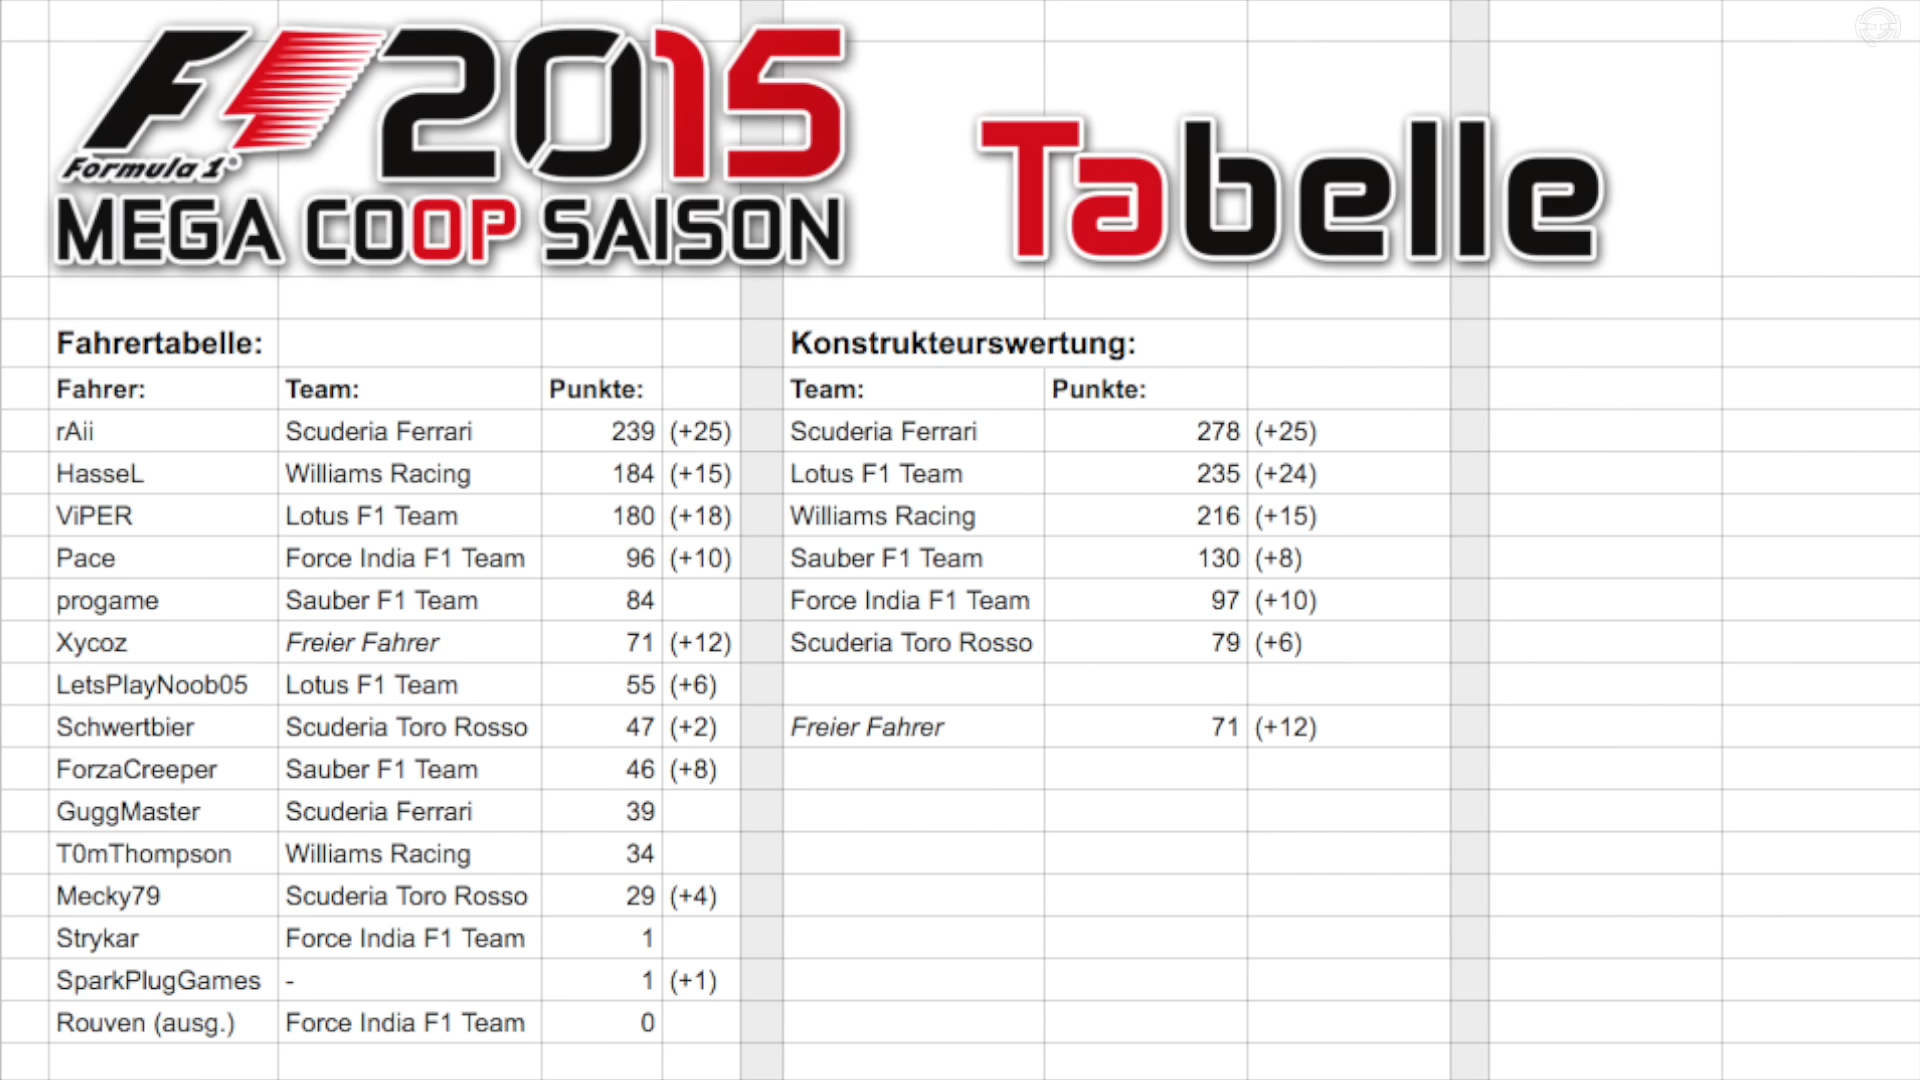 F1 2015
Formula 1®
MEGA COOP SAISON
Tabelle
Fahrertabelle:
Fahrer: Team: Punkte:
rAii Scuderia Ferrari 239 (+25)
HasseL Williams Racing 184 (+15)
ViPER Lotus F1 Team 180 (+18)
Pace Force India F1 Team 96 (+10)
progame Sauber F1 Team 84
Xycoz Freier Fahrer 71 (+12)
LetsPlayNoob05 Lotus F1 Team 55 (+6)
Schwertbier Scuderia Toro Rosso 47 (+2)
ForzaCreeper Sauber F1 Team 46 (+8)
GuggMaster Scuderia Ferrari 39
T0mThompson Williams Racing 34
Mecky79 Scuderia Toro Rosso 29 (+4)
Strykar Force India F1 Team 1
SparkPlugGames - 1 (+1)
Rouven (ausg.) Force India F1 Team 0
Konstrukteurswertung:
Team: Punkte:
Scuderia Ferrari 278 (+25)
Lotus F1 Team 235 (+24)
Williams Racing 216 (+15)
Sauber F1 Team 130 (+8)
Force India F1 Team 97 (+10)
Scuderia Toro Rosso 79 (+6)
Freier Fahrer 71 (+12)